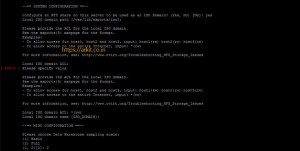 --== SYSTEM CONFIGURATION ==--
Configure an NFS share on this server to be used as an ISO Domain? (Yes, No) [No]: yes
Local ISO domain path [/var/lib/exports/iso]:
Please provide the ACL for the Local ISO domain.
See the exports(5) manpage for the format.
- To allow access for host1, host2 and host3, input: host1(rw) host2(rw) host3(rw)
- To allow access to the entire Internet, input: *(rw)
https://arkit.co.in
For more information, see: http://www.ovirt.org/Troubleshooting_NFS_Storage_Issues
Local ISO domain ACL:
Please specify value
Please provide the ACL for the Local ISO domain.
See the exports(5) manpage for the format.
- To allow access for host1, host2 and host3, input: host1(rw) host2(rw) host3(rw)
- To allow access to the entire Internet, input: *(rw)
For more information, see: http://www.ovirt.org/Troubleshooting_NFS_Storage_Issues
Local ISO domain ACL: *(rw)
Local ISO domain name [ISO_DOMAIN]:
--== MISC CONFIGURATION ==--
Please choose Data Warehouse sampling scale:
(1) Basic
(2) Full
(1, 2)[1]: 2